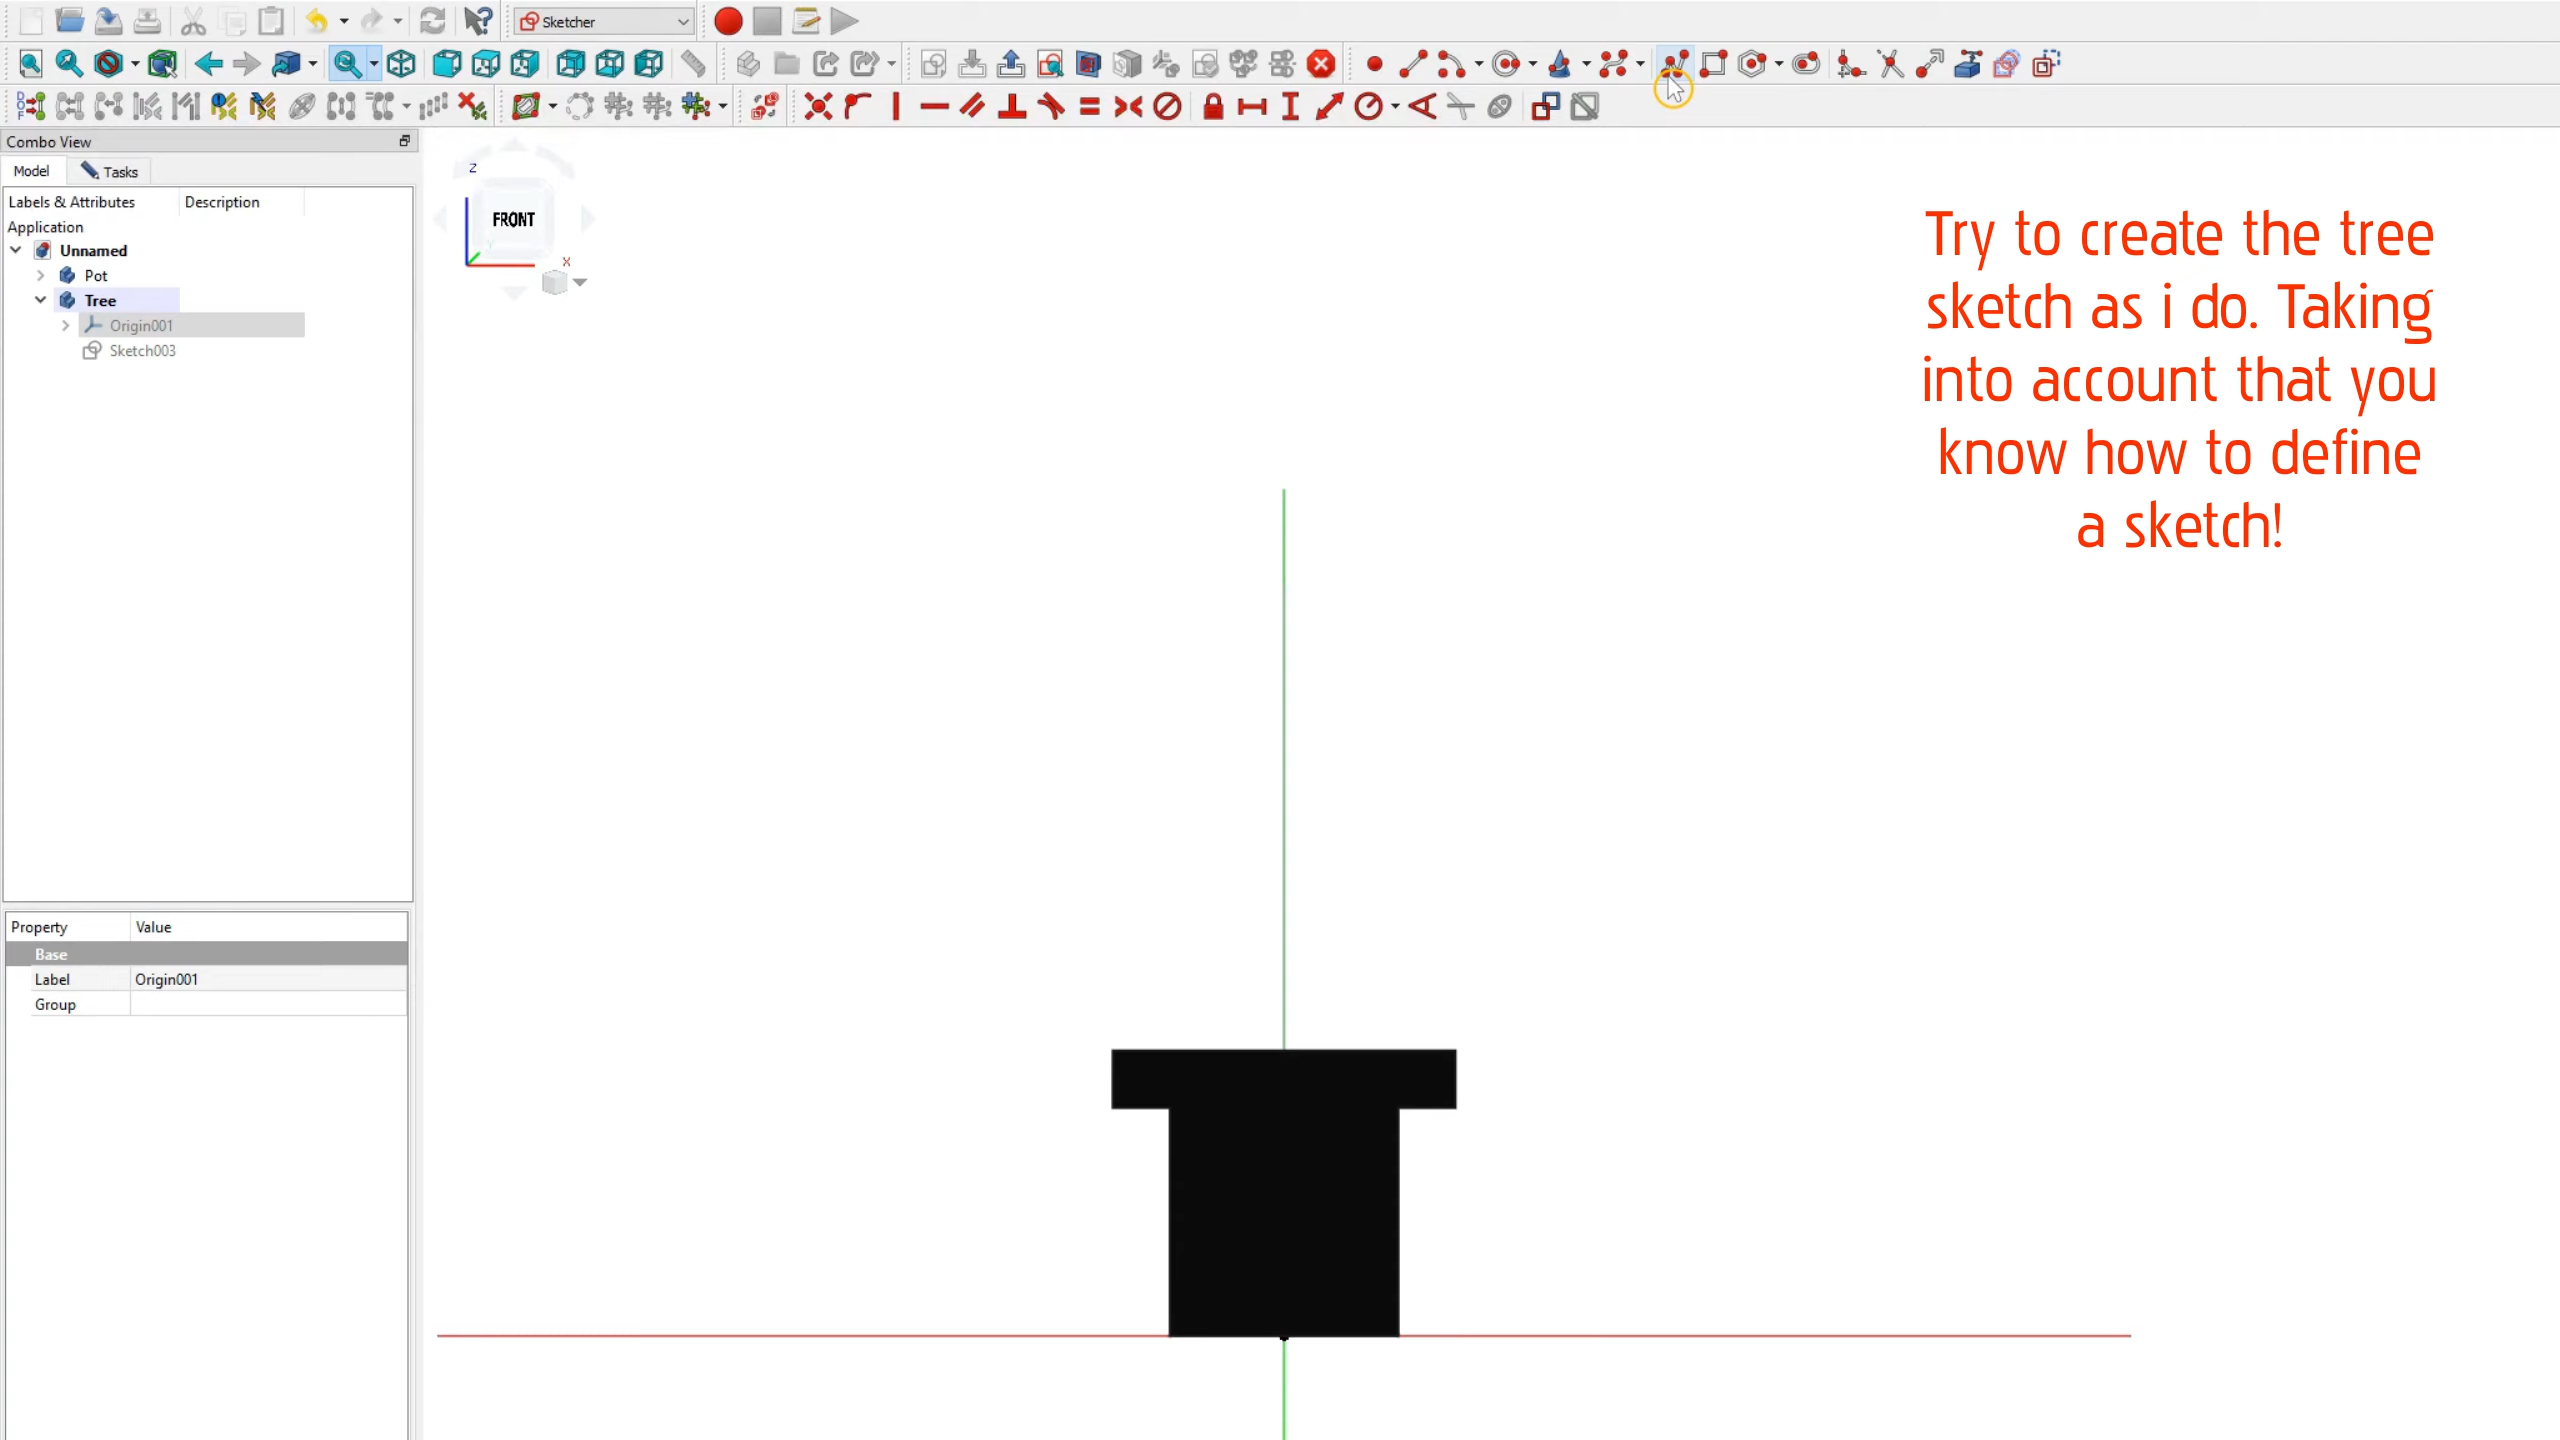 Sketcher
Combo View
Model
Tasks
Labels & Attributes
Description
Application
Unnamed
Pot
Tree
Origin001
Sketch003
Property
Value
Base
Label
Origin001
Group
Z
FRONT
Y
X
Try to create the tree
sketch as i do. Taking
into account that you
know how to define
a sketch!